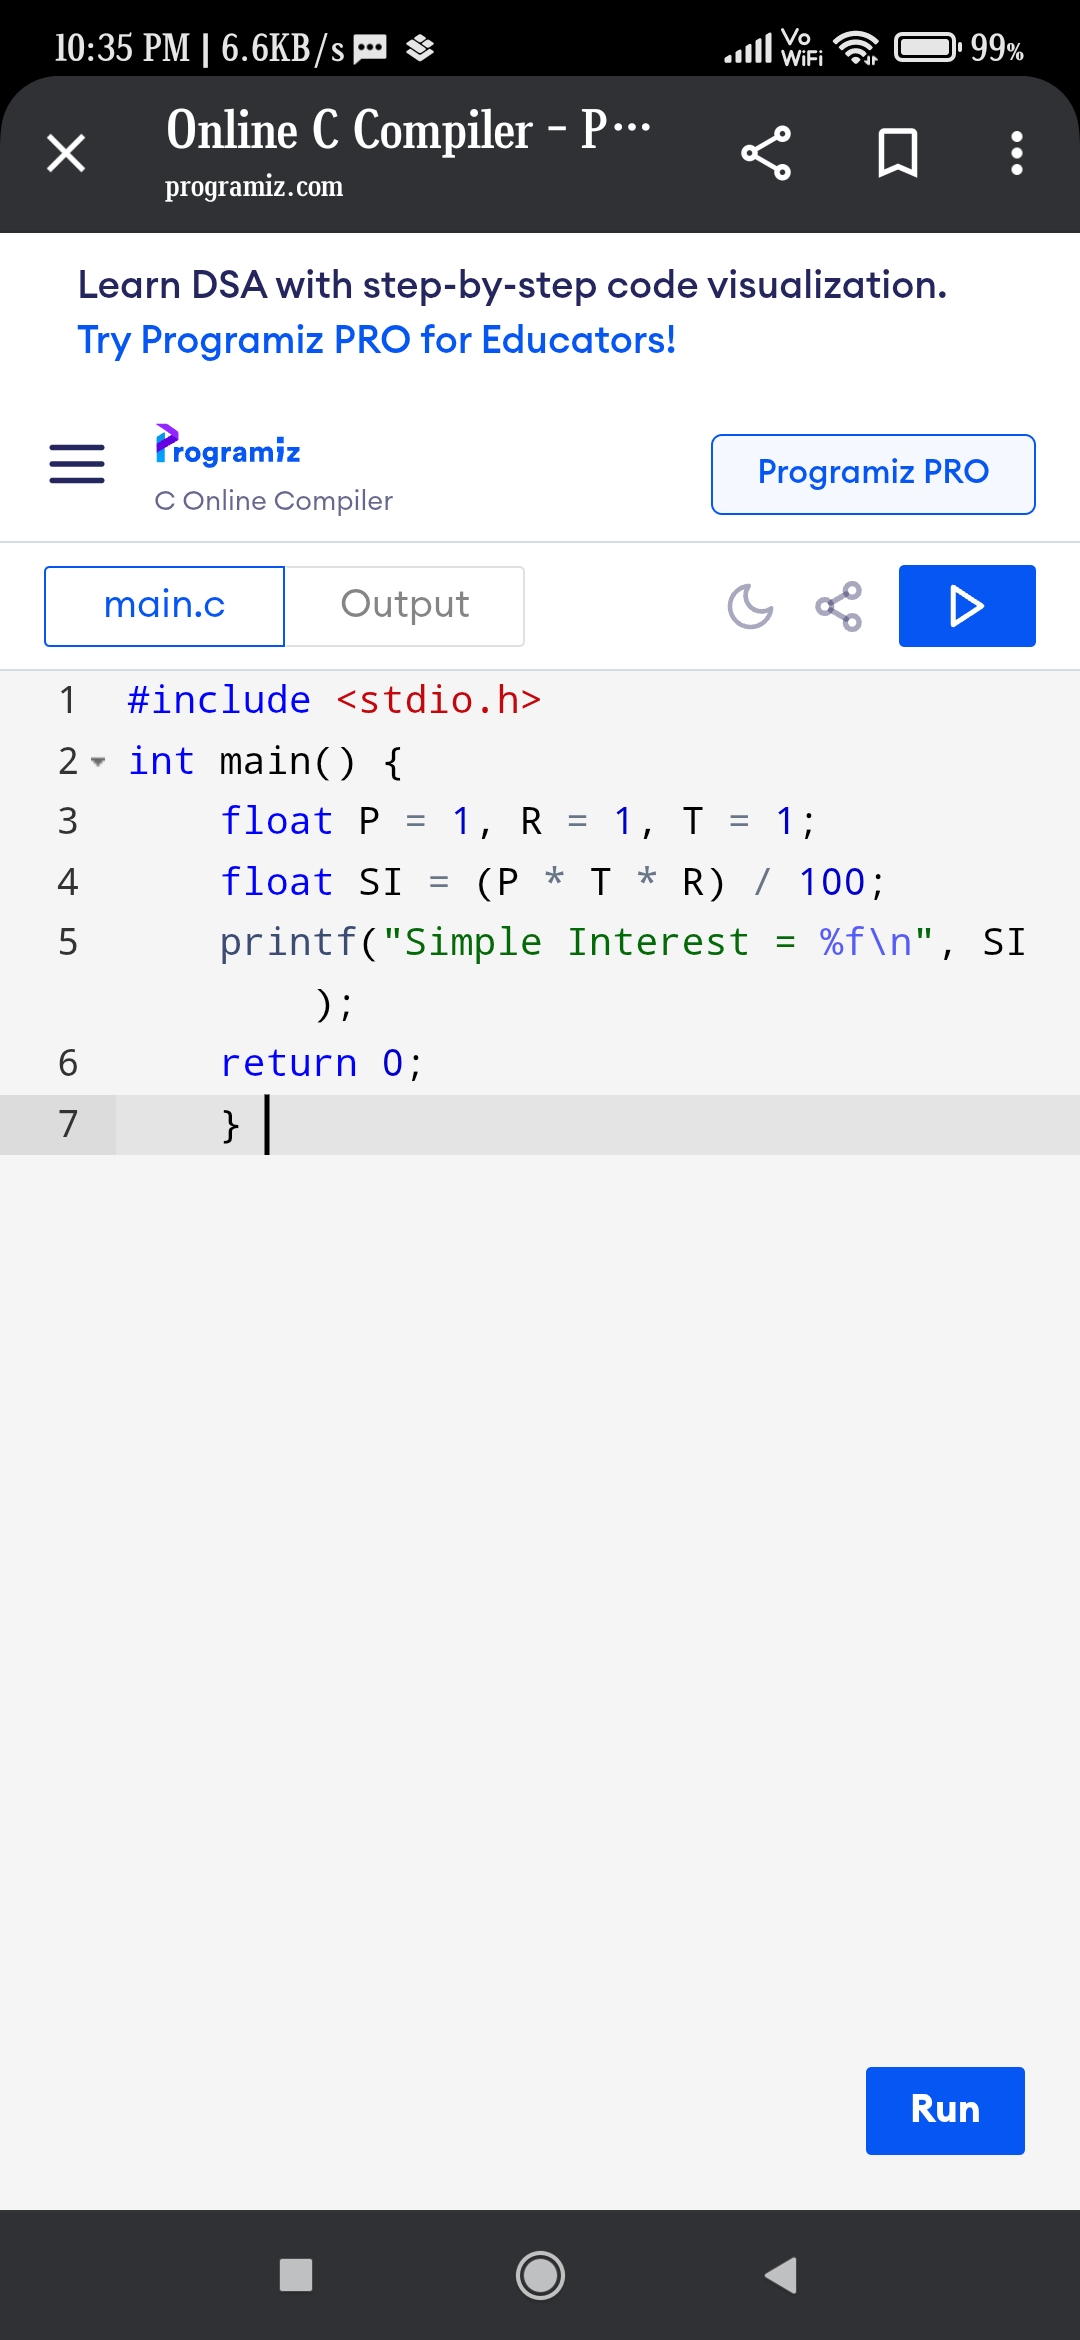 10:35 PM | 6.6KB/s Vo WiFi 99%
Online C Compiler - P...
programiz.com
Learn DSA with step-by-step code visualization.
Try Programiz PRO for Educators!
Programiz
C Online Compiler
Programiz PRO
main.c Output
1 #include <stdio.h>
2 int main() {
3 float P = 1, R = 1, T = 1;
4 float SI = (P * T * R) / 100;
5 printf("Simple Interest = %f\n", SI
);
6 return 0;
7 }
Run